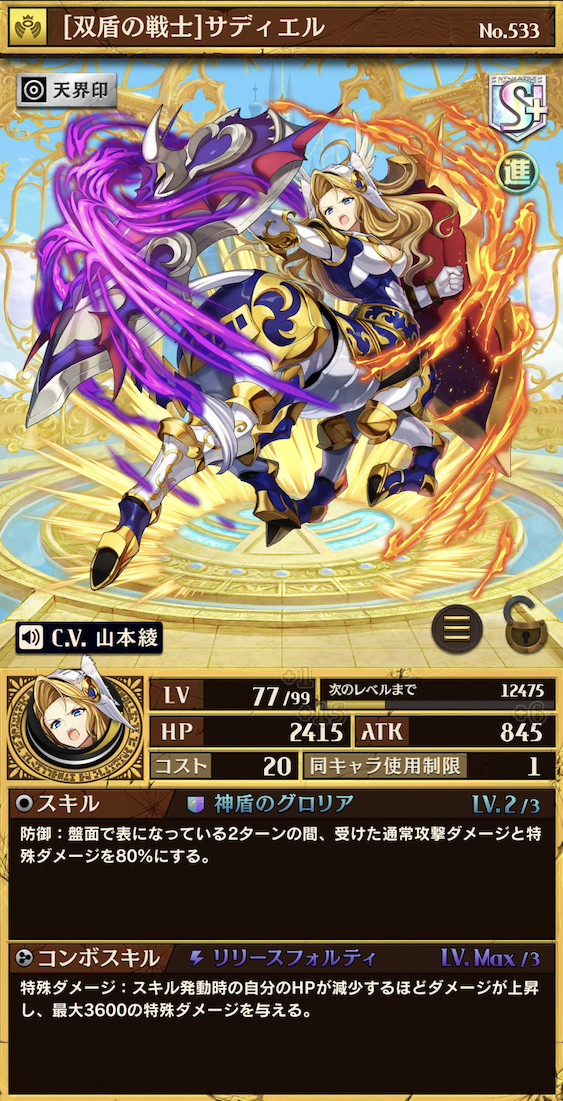 [双盾の戦士]サディエル No.533
天界印
S+
進
C.V. 山本綾
LV 77/99 次のレベルまで 12475
HP 2415 ATK 845
コスト 20 同キャラ使用制限 1
スキル 神盾のグロリア LV.2/3
防御：盤面で表になっている2ターンの間、受けた通常攻撃ダメージと特
殊ダメージを80%にする。
コンボスキル リリースフォルティ LV.Max/3
特殊ダメージ：スキル発動時の自分のHPが減少するほどダメージが上昇
し、最大3600の特殊ダメージを与える。